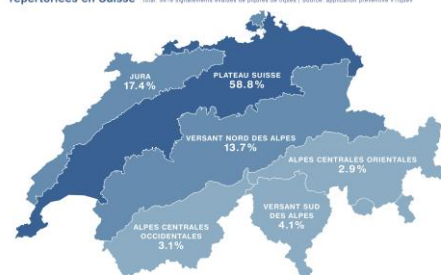 répertoriées en Suisse
JURA
17.4%
PLATEAU SUISSE
58.8%
VERSANT NORD DES ALPES
13.7%
ALPES CENTRALES ORIENTALES
2.9%
VERSANT SUD
DES ALPES
4.1%
ALPES CENTRALES
OCCIDENTALES
3.1%